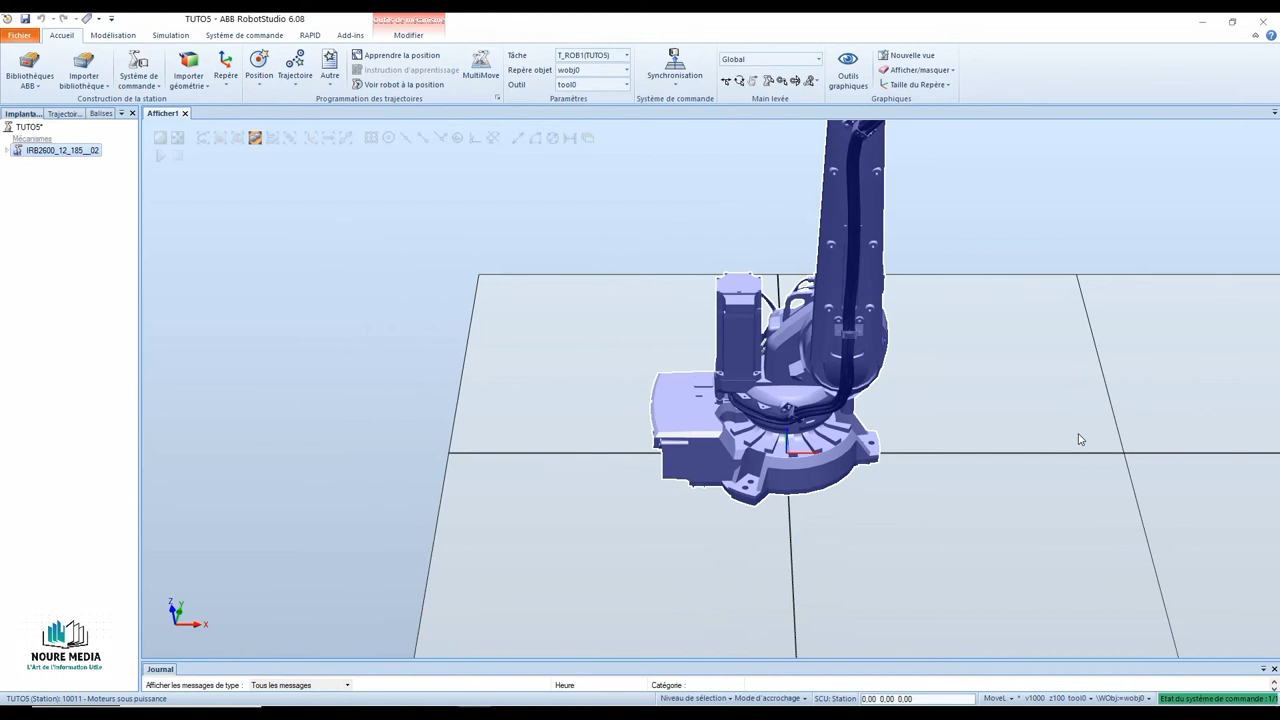 TUTO5 - ABB RobotStudio 6.08
Outils de mécanisme
Fichier Accueil Modélisation Simulation Système de commande RAPID Add-ins Modifier
Bibliothèques ABB
Importer bibliothèque
Système de commande
Importer géométrie
Repère
Construction de la station
Position
Trajectoire
Autre
Apprendre la position
Instruction d'apprentissage
Voir robot à la position
MultiMove
Programmation des trajectoires
Tâche T_ROB1(TUTO5)
Repère objet wobj0
Outil tool0
Paramètres
Synchronisation
Système de commande
Global
Main levée
Outils graphiques
Nouvelle vue
Afficher/masquer
Taille du Repère
Graphiques
Implanta... Trajectoir... Balises
Afficher1
TUTO5*
Mécanismes
IRB2600_12_185__02
Z
Y
X
NOURE MEDIA
L'Art de l'Information Utile
Journal
Afficher les messages de type : Tous les messages Heure Catégorie :
TUTO5 (Station): 10011 - Moteurs sous puissance
Niveau de sélection Mode d'accrochage SCU: Station 0,00 0,00 0,00 MoveL * v1000 z100 tool0 \WObj:=wobj0 Etat du système de commande : 1/1